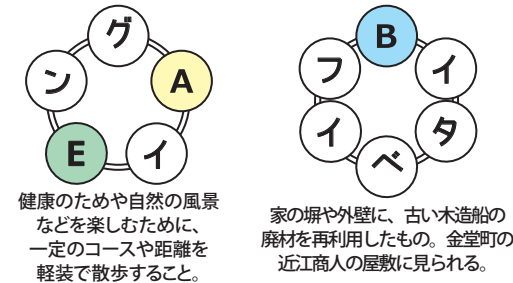 グ
A
イ
E
ン
健康のためや自然の風景
などを楽しむために、
一定のコースや距離を
軽装で散歩すること。
B
イ
タ
ベ
イ
フ
家の塀や外壁に、古い木造船の
廃材を再利用したもの。金堂町の
近江商人の屋敷に見られる。